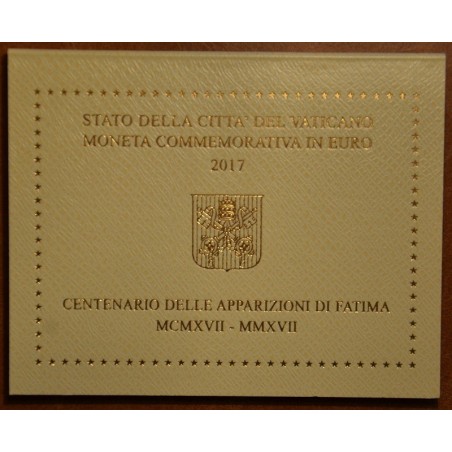 STATO DELLA CITTA' DEL VATICANO
MONETA COMMEMORATIVA IN EURO
2017
CENTENARIO DELLE APPARIZIONI DI FATIMA
MCMXVII - MMXVII